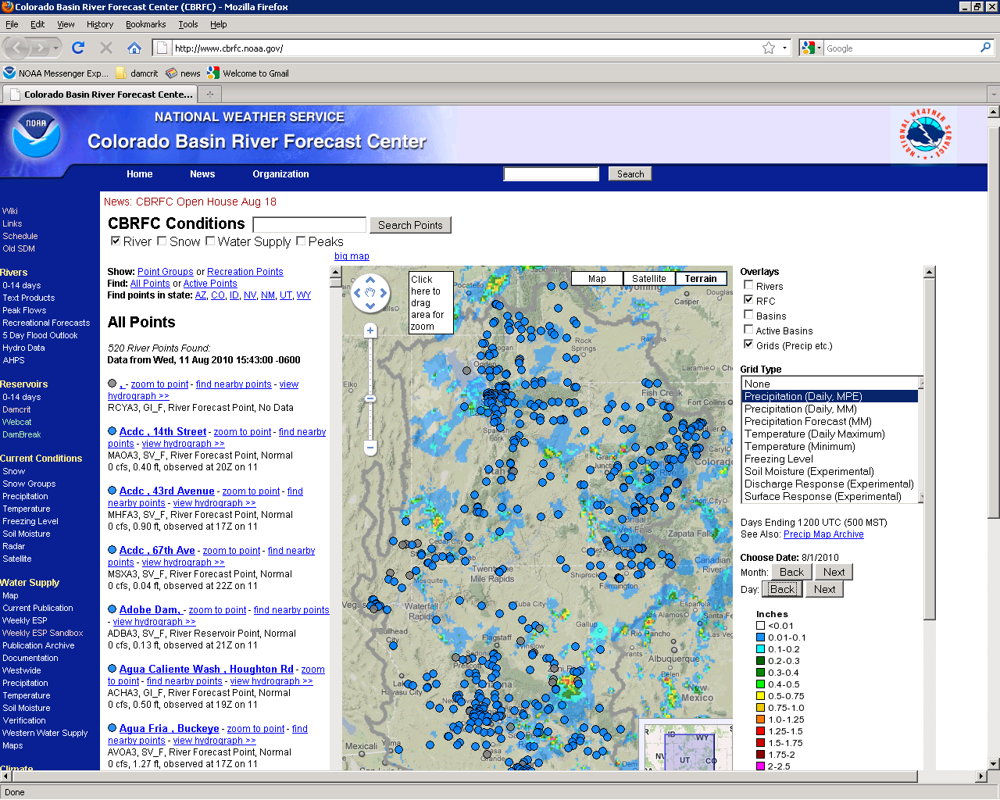 Colorado Basin River Forecast Center (CBRFC) - Mozilla Firefox
File Edit View History Bookmarks Tools Help
http://www.cbrfc.noaa.gov/
Google
NOAA Messenger Exp... damcrit news Welcome to Gmail
Colorado Basin River Forecast Cente...
NOAA
NATIONAL WEATHER SERVICE
Colorado Basin River Forecast Center
NATIONAL WEATHER SERVICE
Home News Organization Search
Wiki
Links
Schedule
Old SDM
Rivers
0-14 days
Text Products
Peak Flows
Recreational Forecasts
5 Day Flood Outlook
Hydro Data
AHPS
Reservoirs
0-14 days
Damcrit
Webcat
DamBreak
Current Conditions
Snow
Snow Groups
Precipitation
Temperature
Freezing Level
Soil Moisture
Radar
Satellite
Water Supply
Map
Current Publication
Weekly ESP
Weekly ESP Sandbox
Publication Archive
Documentation
Westwide
Precipitation
Temperature
Soil Moisture
Verification
Western Water Supply
Maps
Climate
News: CBRFC Open House Aug 18
CBRFC Conditions Search Points
River Snow Water Supply Peaks
big map
Show: Point Groups or Recreation Points
Find: All Points or Active Points
Find points in state: AZ, CO, ID, NV, NM, UT, WY
All Points
520 River Points Found:
Data from Wed, 11 Aug 2010 15:43:00 -0600
, - zoom to point - find nearby points - view
hydrograph >>
RCYA3, GI_F, River Forecast Point, No Data
Acdc , 14th Street - zoom to point - find nearby
points - view hydrograph >>
MAOA3, SV_F, River Forecast Point, Normal
0 cfs, 0.40 ft, observed at 20Z on 11
Acdc , 43rd Avenue - zoom to point - find
nearby points - view hydrograph >>
MHFA3, SV_F, River Forecast Point, Normal
0 cfs, 0.90 ft, observed at 17Z on 11
Acdc , 67th Ave - zoom to point - find nearby
points - view hydrograph >>
MSXA3, SV_F, River Forecast Point, Normal
0 cfs, 0.04 ft, observed at 22Z on 11
Adobe Dam, - zoom to point - find nearby points
- view hydrograph >>
ADBA3, SV_F, River Reservoir Point, Normal
0 cfs, 0.13 ft, observed at 21Z on 11
Agua Caliente Wash , Houghton Rd - zoom
to point - find nearby points - view hydrograph >>
ACHA3, GI_F, River Forecast Point, Normal
0 cfs, 0.50 ft, observed at 19Z on 11
Agua Fria , Buckeye - zoom to point - find
nearby points - view hydrograph >>
AVOA3, SV_F, River Forecast Point, Normal
0 cfs, 1.27 ft, observed at 17Z on 11
Click
here to
drag
area for
zoom
Map Satellite Terrain
Wyoming
Casper
Douglas
Rock
Springs
Rawlins
Laramie
Elko
Ogden
Fort Collins
Spanish
Fork
Grand
Junction
Colorado
Cedar City
Mesquite
Twentynine
Mile Rapids
Shiprock
Farmington
Veil Falls
Zapata Falls
Canadian
River
Waterfall
Rapids
Tuba City
Española
Los Alamos
Santa Fe
Bullhead
City
Flagstaff
Winslow
Gallup
Rio Rancho
Albuquerque
Belen
New
Mexico
Prescott
Lake
Havasu City
Mexicali
Yuma
Casa
Grande
ID WY
NV UT CO
Overlays
Rivers
RFC
Basins
Active Basins
Grids (Precip etc.)
Grid Type
None
Precipitation (Daily, MPE)
Precipitation (Daily, MM)
Precipitation Forecast (MM)
Temperature (Daily Maximum)
Temperature (Minimum)
Freezing Level
Soil Moisture (Experimental)
Discharge Response (Experimental)
Surface Response (Experimental)
Days Ending 1200 UTC (500 MST)
See Also: Precip Map Archive
Choose Date: 8/1/2010
Month: Back Next
Day: Back Next
Inches
<0.01
0.01-0.1
0.1-0.2
0.2-0.3
0.3-0.4
0.4-0.5
0.5-0.75
0.75-1.0
1.0-1.25
1.25-1.5
1.5-1.75
1.75-2
2-2.5
Done